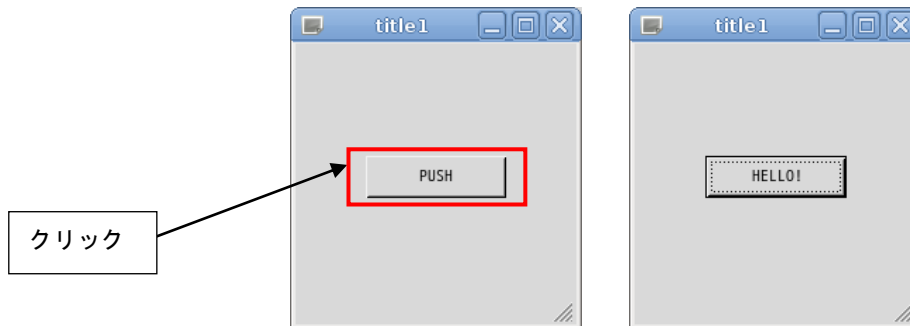 title1
PUSH
クリック
title1
HELLO!